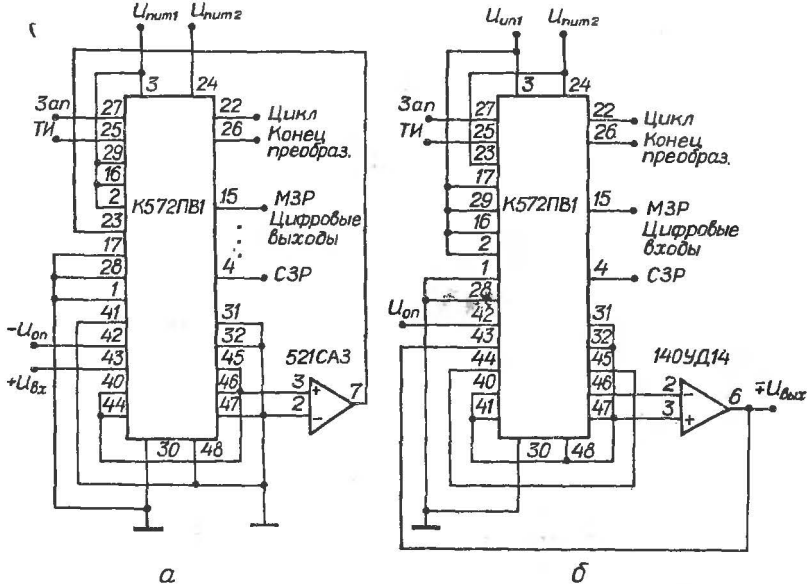 Uпит1 Uпит2
3 24
Зап 27
ТИ 25
29
16
2
23
17
28
1
41
-Uоп 42
+Uвх 43
40
44
К572ПВ1
22 Цикл
26 Конец
преобраз.
15 МЗР
Цифровые
выходы
4 СЗР
31
32
45
46
47
521СА3
3 +
2 −
7
30 48
а
Uип1 Uпит2
3 24
Зап 27
ТИ 25
23
17
29
16
2
1
28
Uоп 42
43
44
40
41
К572ПВ1
22 Цикл
26 Конец
преобраз.
15 МЗР
Цифровые
входы
4 СЗР
31
32
45
46
47
140УД14
2 −
3 +
6
∓Uвых
30 48
б